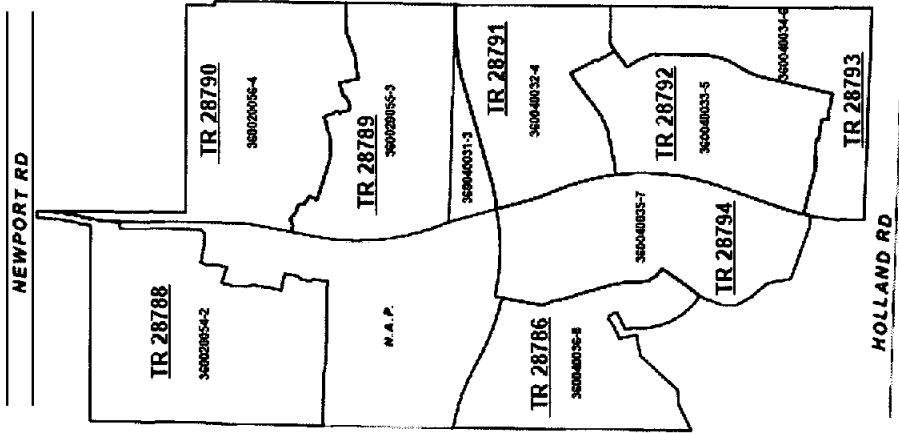 NEWPORT RD
TR 28790
360020056-4
TR 28789
360020055-3
TR 28788
360020054-2
N.A.P.
360040031-3
TR 28791
360040032-4
TR 28792
360040033-5
360040034-6
TR 28793
TR 28794
360040035-7
TR 28786
360040036-8
HOLLAND RD